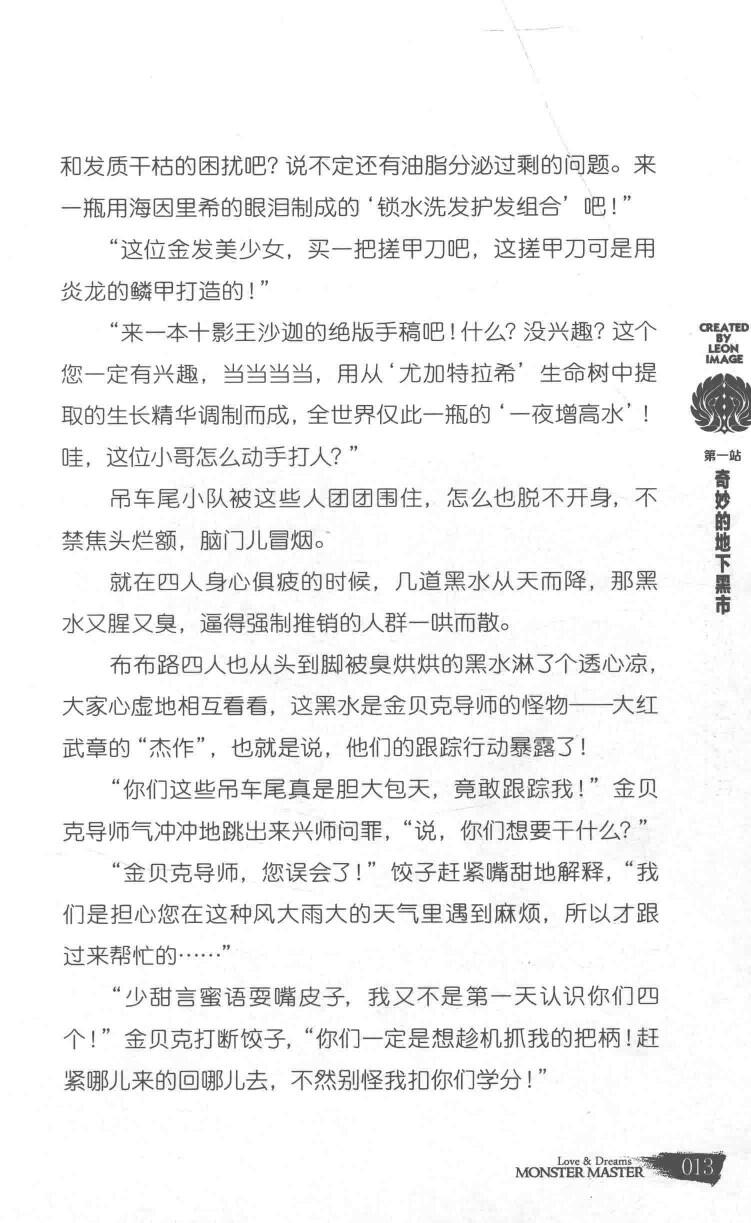 和发质干枯的困扰吧？说不定还有油脂分泌过剩的问题。来
一瓶用海因里希的眼泪制成的‘锁水洗发护发组合’吧！”
“这位金发美少女，买一把搓甲刀吧，这搓甲刀可是用
炎龙的鳞甲打造的！”
“来一本十影王沙迦的绝版手稿吧！什么？没兴趣？这个
您一定有兴趣，当当当当，用从‘尤加特拉希’生命树中提
取的生长精华调制而成，全世界仅此一瓶的‘一夜增高水’！
哇，这位小哥怎么动手打人？”
吊车尾小队被这些人团团围住，怎么也脱不开身，不
禁焦头烂额，脑门儿冒烟。
就在四人身心俱疲的时候，几道黑水从天而降，那黑
水又腥又臭，逼得强制推销的人群一哄而散。
布布路四人也从头到脚被臭烘烘的黑水淋了个透心凉，
大家心虚地相互看看，这黑水是金贝克导师的怪物——大红
武章的“杰作”，也就是说，他们的跟踪行动暴露了！
“你们这些吊车尾真是胆大包天，竟敢跟踪我！”金贝
克导师气冲冲地跳出来兴师问罪，“说，你们想要干什么？”
“金贝克导师，您误会了！”饺子赶紧嘴甜地解释，“我
们是担心您在这种风大雨大的天气里遇到麻烦，所以才跟
过来帮忙的……”
“少甜言蜜语耍嘴皮子，我又不是第一天认识你们四
个！”金贝克打断饺子，“你们一定是想趁机抓我的把柄！赶
紧哪儿来的回哪儿去，不然别怪我扣你们学分！”
CREATED
BY
LEON
IMAGE
第一站
奇妙的地下黑市
Love & Dreams
MONSTER MASTER
013